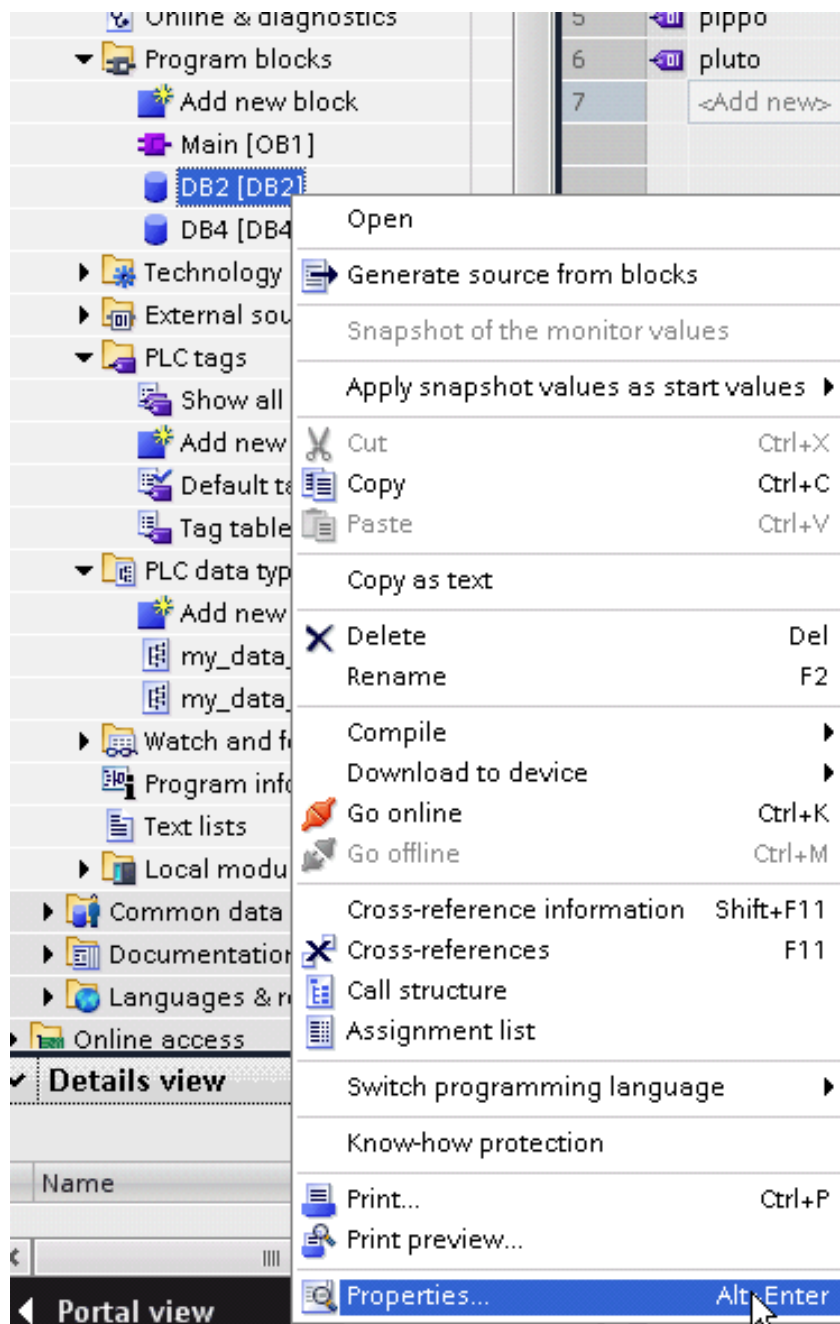 Online & diagnostics
Program blocks
Add new block
Main [OB1]
DB2 [DB2]
DB4 [DB4
Technology
External sou
PLC tags
Show all
Add new
Default ta
Tag table
PLC data typ
Add new
my_data_
my_data_
Watch and fo
Program info
Text lists
Local modu
Common data
Documentation
Languages & re
Online access
Details view
Name
Portal view
5 pippo
6 pluto
7 <Add new>
Open
Generate source from blocks
Snapshot of the monitor values
Apply snapshot values as start values
Cut Ctrl+X
Copy Ctrl+C
Paste Ctrl+V
Copy as text
Delete Del
Rename F2
Compile
Download to device
Go online Ctrl+K
Go offline Ctrl+M
Cross-reference information Shift+F11
Cross-references F11
Call structure
Assignment list
Switch programming language
Know-how protection
Print... Ctrl+P
Print preview...
Properties... Alt+Enter